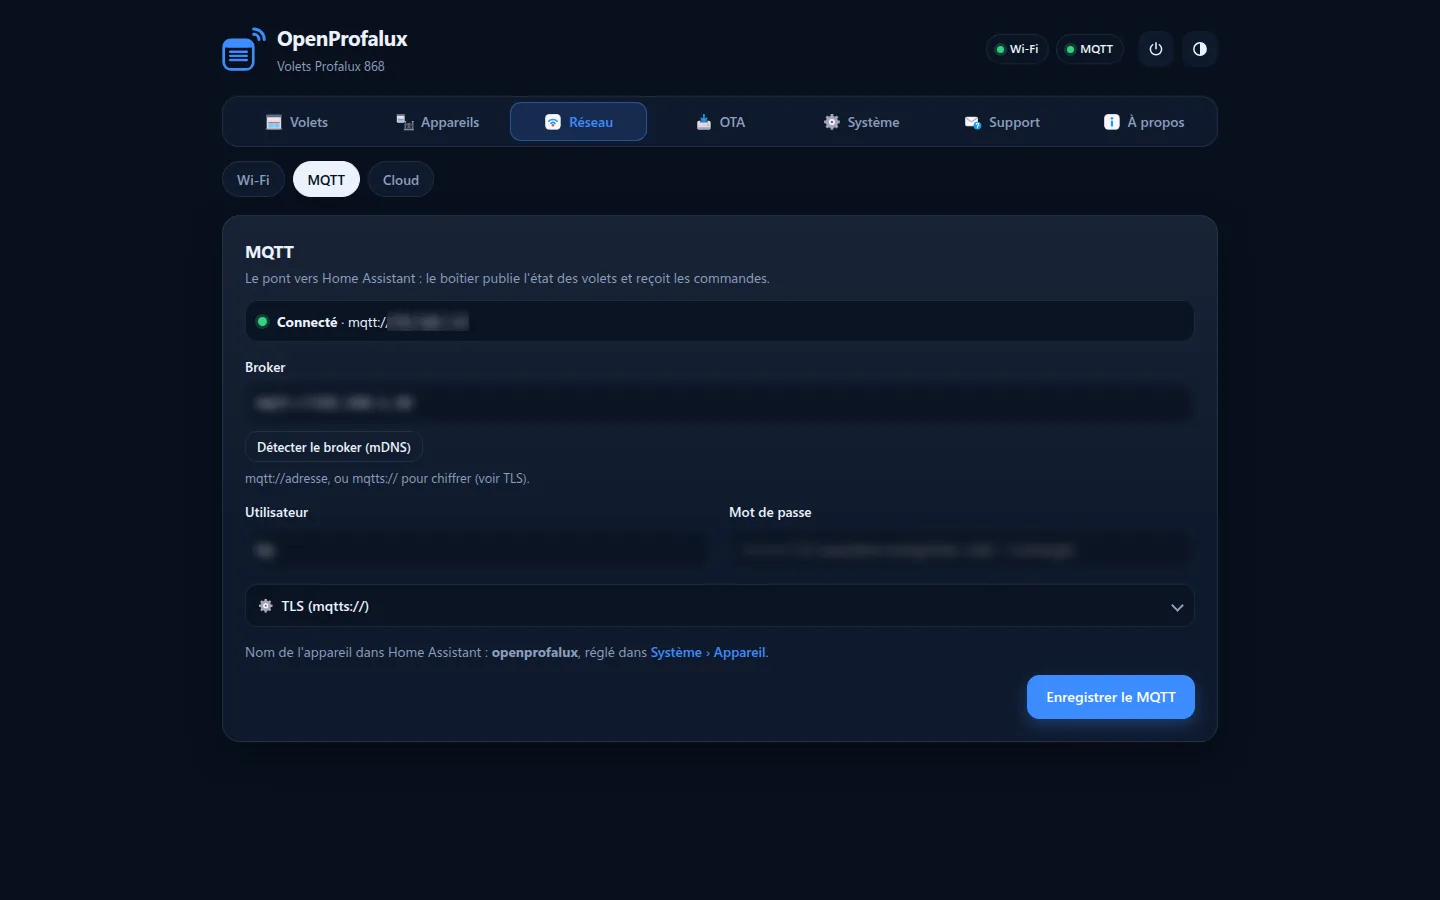 OpenProfalux
Volets Profalux 868
Wi-Fi
MQTT
Volets
Appareils
Réseau
OTA
Système
Support
À propos
Wi-Fi
MQTT
Cloud
MQTT
Le pont vers Home Assistant : le boîtier publie l'état des volets et reçoit les commandes.
Connecté · mqtt:/
Broker
Détecter le broker (mDNS)
mqtt://adresse, ou mqtts:// pour chiffrer (voir TLS).
Utilisateur
Mot de passe
TLS (mqtts://)
Nom de l'appareil dans Home Assistant : openprofalux, réglé dans Système › Appareil.
Enregistrer le MQTT